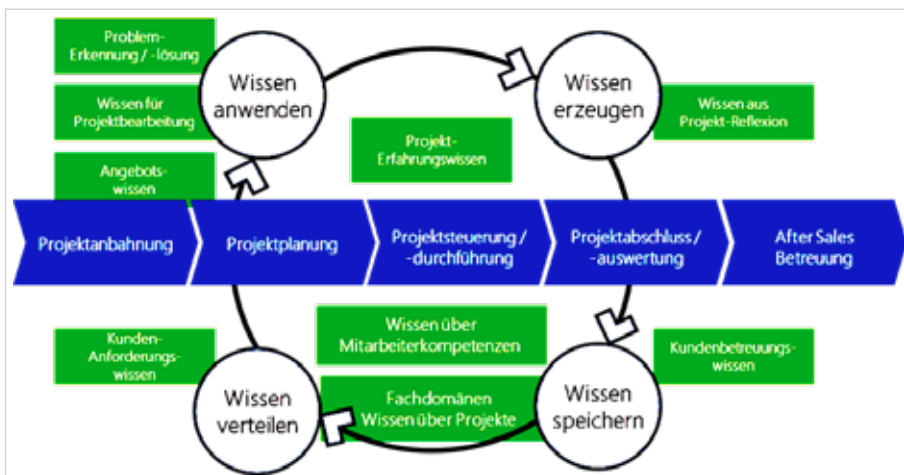 Problem-
Erkennung / -lösung
Wissen
anwenden
Wissen
erzeugen
Wissen für
Projektbearbeitung
Wissen aus
Projekt-Reflexion
Projekt-
Erfahrungswissen
Angebots-
wissen
Projektanbahnung
Projektplanung
Projektsteuerung /
-durchführung
Projektabschluss /
-auswertung
After Sales
Betreuung
Kunden-
Anforderungs-
wissen
Wissen über
Mitarbeiterkompetenzen
Kundenbetreuungs-
wissen
Wissen
verteilen
Fachdomänen
Wissen über Projekte
Wissen
speichern